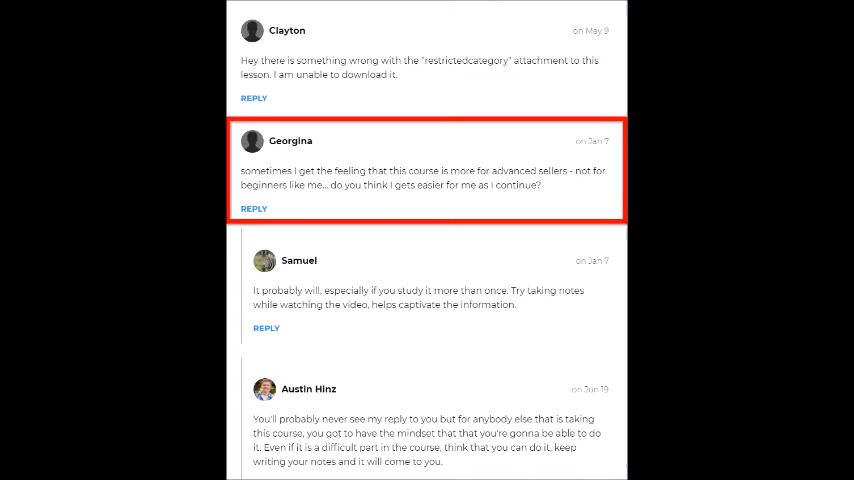 Clayton
on May 9
Hey there is something wrong with the "restrictedcategory" attachment to this
lesson. I am unable to download it.
REPLY
Georgina
on Jan 7
sometimes I get the feeling that this course is more for advanced sellers - not for
beginners like me... do you think I gets easier for me as I continue?
REPLY
Samuel
on Jan 7
It probably will, especially if you study it more than once. Try taking notes
while watching the video, helps captivate the information.
REPLY
Austin Hinz
on Jun 19
You'll probably never see my reply to you but for anybody else that is taking
this course, you got to have the mindset that that you're gonna be able to do
it. Even if it is a difficult part in the course, think that you can do it, keep
writing your notes and it will come to you.